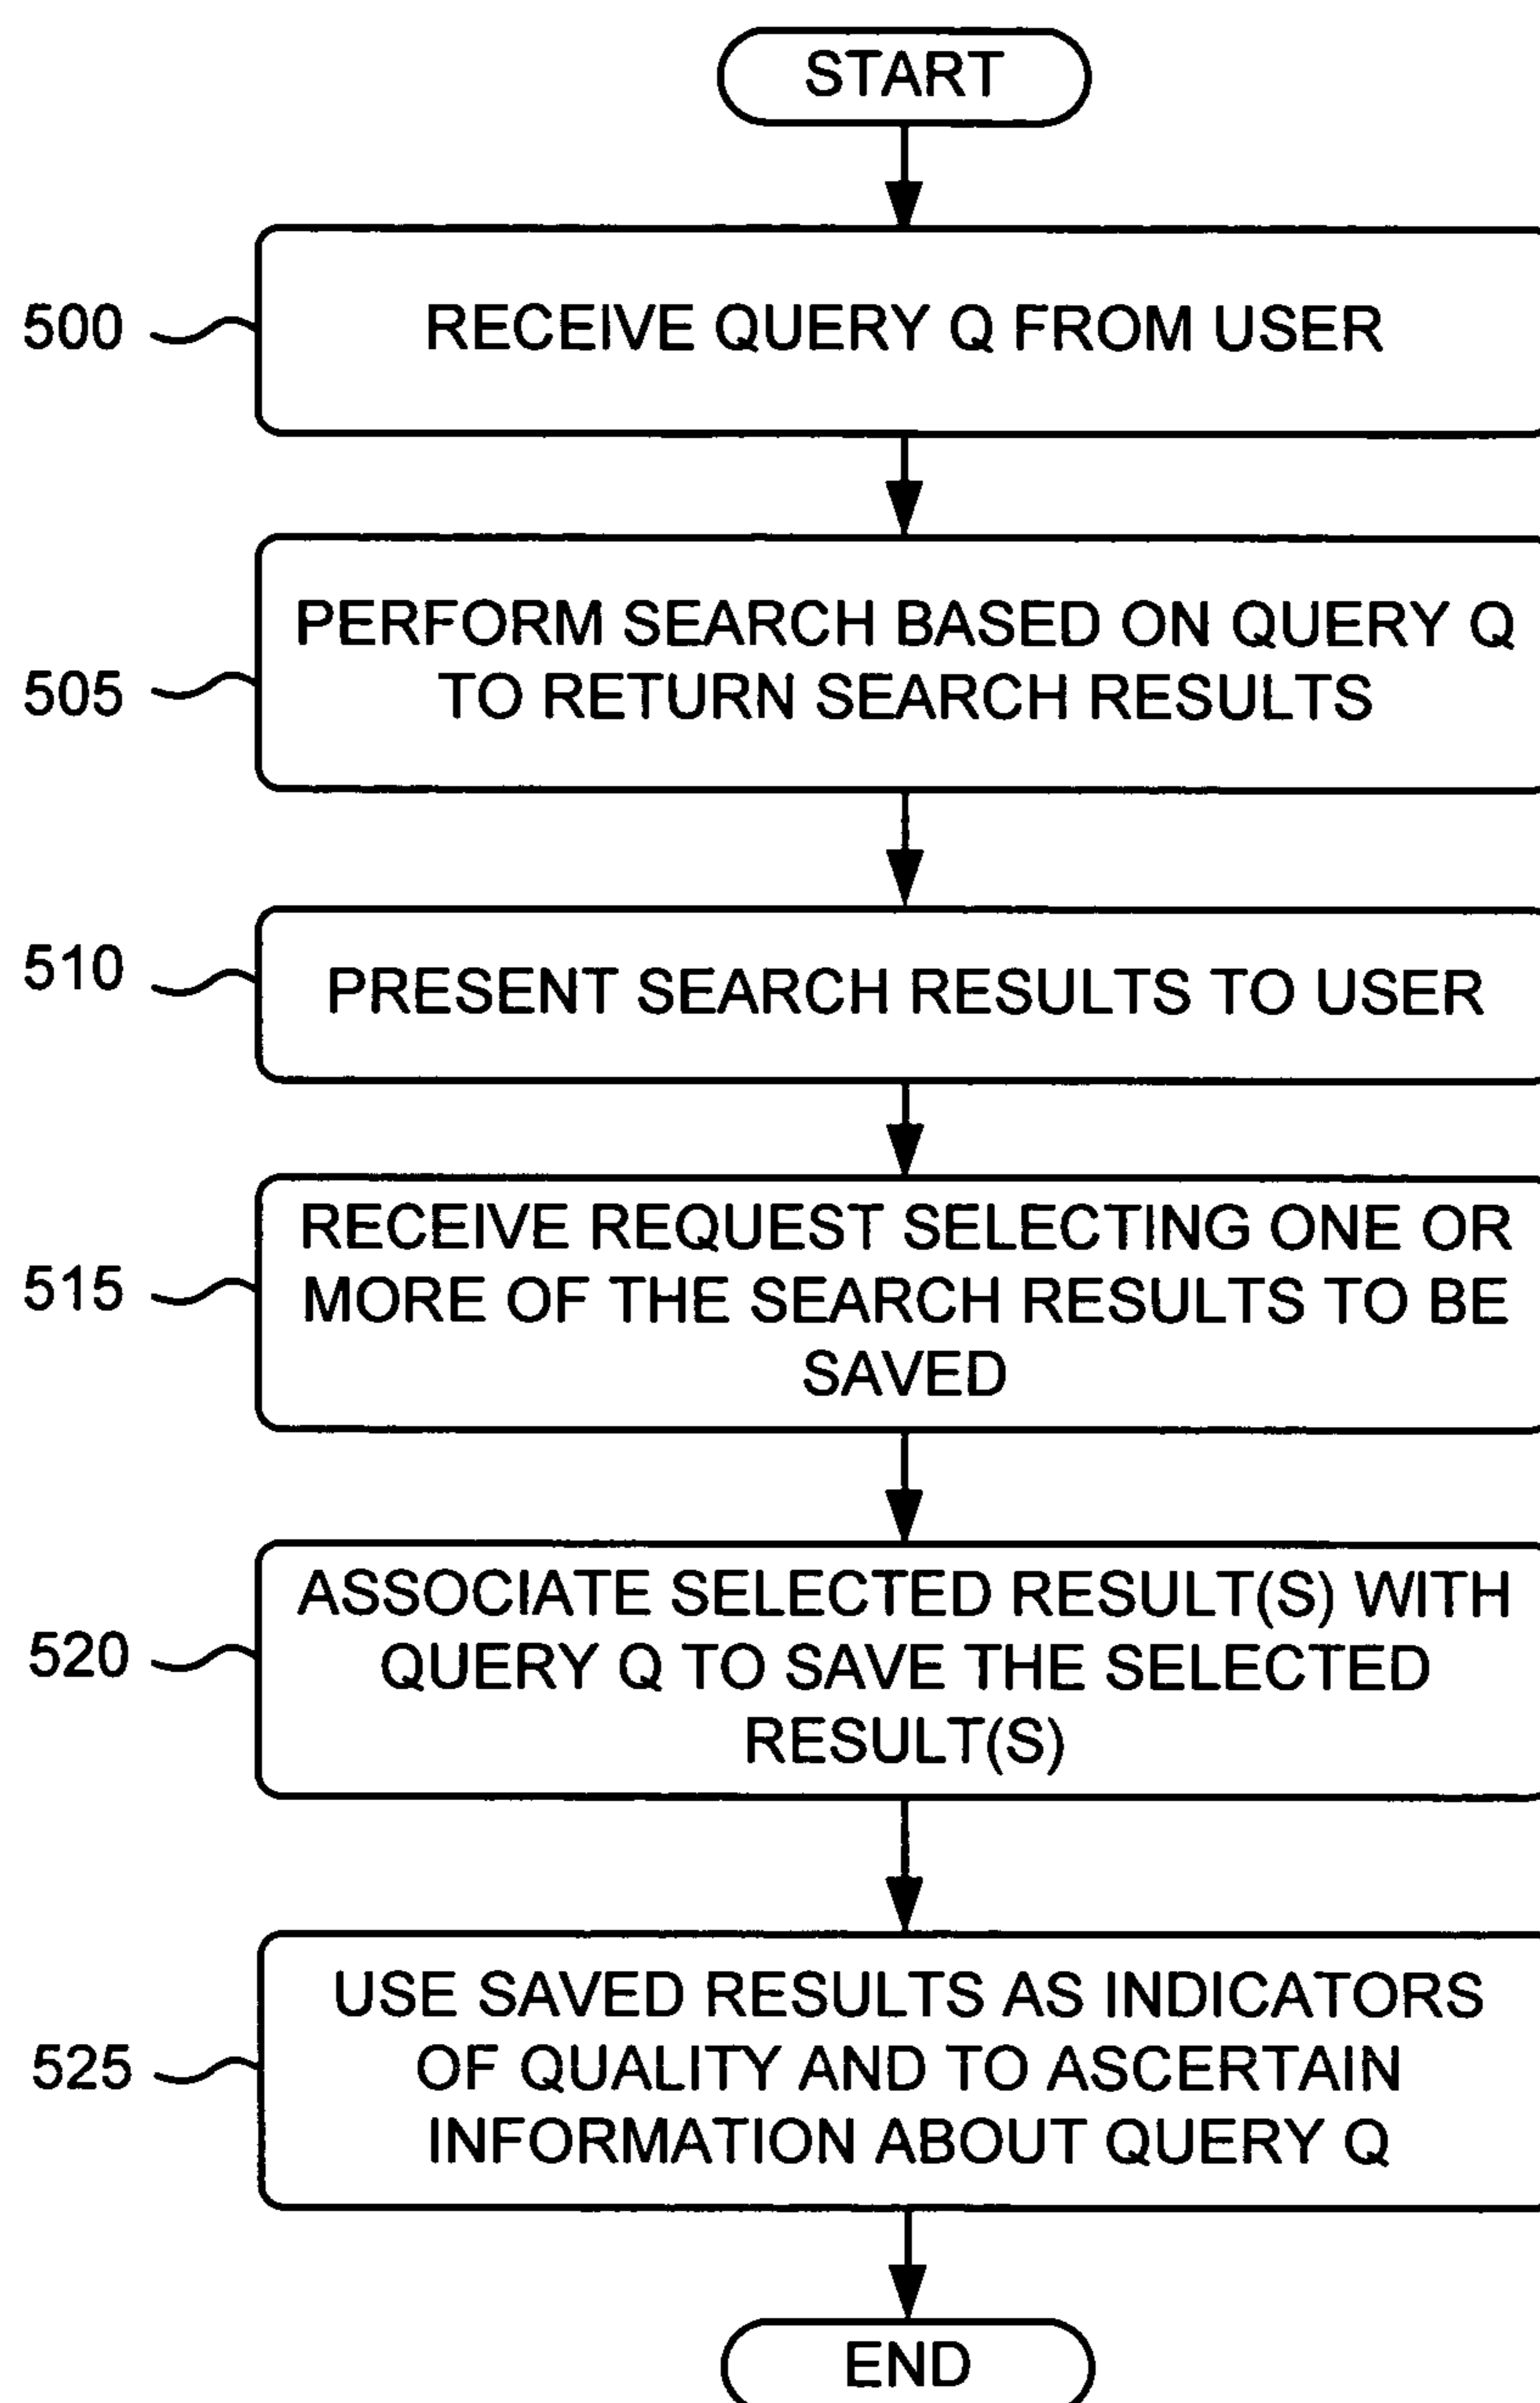 START
500
RECEIVE QUERY Q FROM USER
505
PERFORM SEARCH BASED ON QUERY Q
TO RETURN SEARCH RESULTS
510
PRESENT SEARCH RESULTS TO USER
515
RECEIVE REQUEST SELECTING ONE OR
MORE OF THE SEARCH RESULTS TO BE
SAVED
520
ASSOCIATE SELECTED RESULT(S) WITH
QUERY Q TO SAVE THE SELECTED
RESULT(S)
525
USE SAVED RESULTS AS INDICATORS
OF QUALITY AND TO ASCERTAIN
INFORMATION ABOUT QUERY Q
END